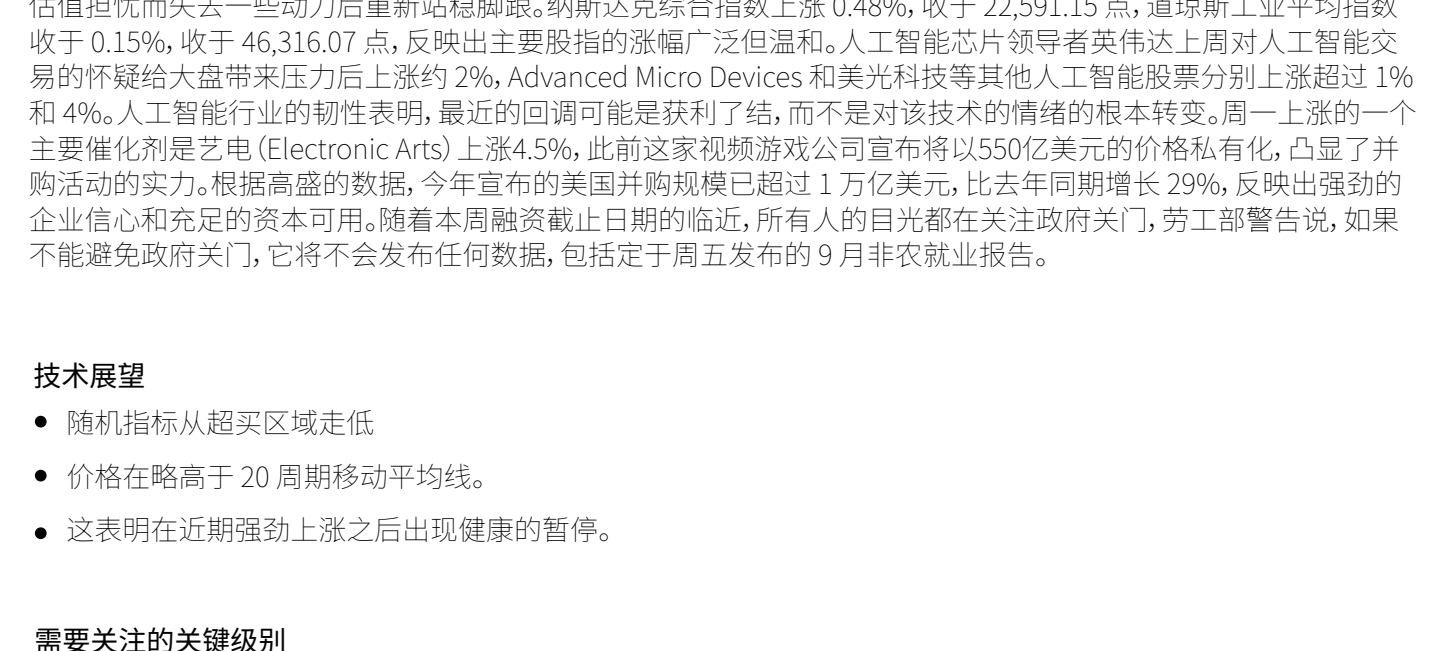 估值担忧而失去一些动力后重新站稳脚跟。纳斯达克综合指数上涨 0.48%，收于 22,591.15 点，道琼斯工业平均指数
收于 0.15%，收于 46,316.07 点，反映出主要股指的涨幅广泛但温和。人工智能芯片领导者英伟达上周对人工智能交
易的怀疑给大盘带来压力后上涨约 2%，Advanced Micro Devices 和美光科技等其他人工智能股票分别上涨超过 1%
和 4%。人工智能行业的韧性表明，最近的回调可能是获利了结，而不是对该技术的情绪的根本转变。周一上涨的一个
主要催化剂是艺电（Electronic Arts）上涨4.5%，此前这家视频游戏公司宣布将以550亿美元的价格私有化，凸显了并
购活动的实力。根据高盛的数据，今年宣布的美国并购规模已超过 1 万亿美元，比去年同期增长 29%，反映出强劲的
企业信心和充足的资本可用。随着本周融资截止日期的临近，所有人的目光都在关注政府关门，劳工部警告说，如果
不能避免政府关门，它将不会发布任何数据，包括定于周五发布的 9 月非农就业报告。
技术展望
● 随机指标从超买区域走低
● 价格在略高于 20 周期移动平均线。
● 这表明在近期强劲上涨之后出现健康的暂停。
需要关注的关键级别